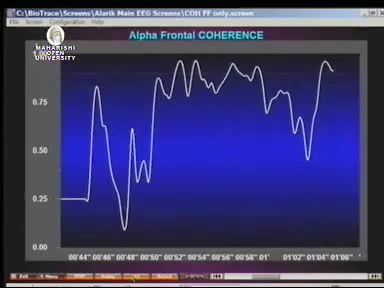 C:\BioTrace\Screens\Alarik Main EEG Screens\COH FF only.screen
File Screen Configuration Help
MAHARISHI
OPEN
UNIVERSITY
Alpha Frontal COHERENCE
0.75
0.50
0.25
0.00
00'44" 00'46" 00'48" 00'50" 00'52" 00'54" 00'56" 00'58" 01' 01'02" 01'04" 01'06"
Exit Menu